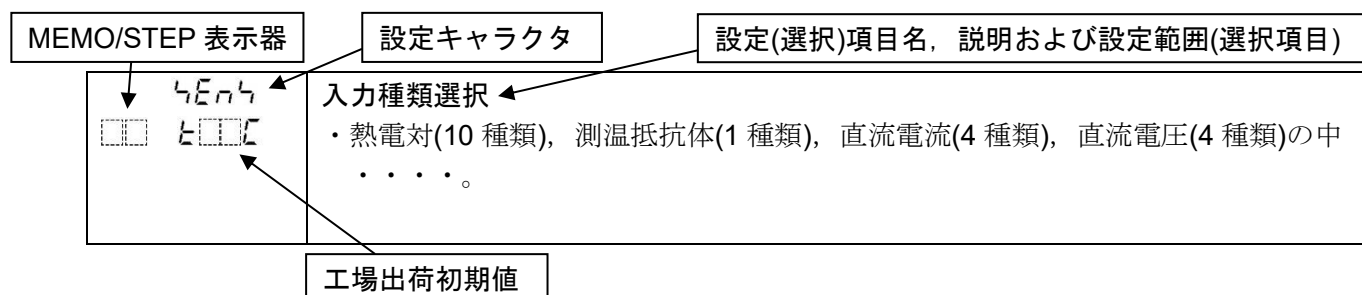 MEMO/STEP 表示器
設定キャラクタ
設定(選択)項目名，説明および設定範囲(選択項目)
入力種類選択
・熱電対(10 種類)，測温抵抗体(1 種類)，直流電流(4 種類)，直流電圧(4 種類)の中
・・・・。
工場出荷初期値